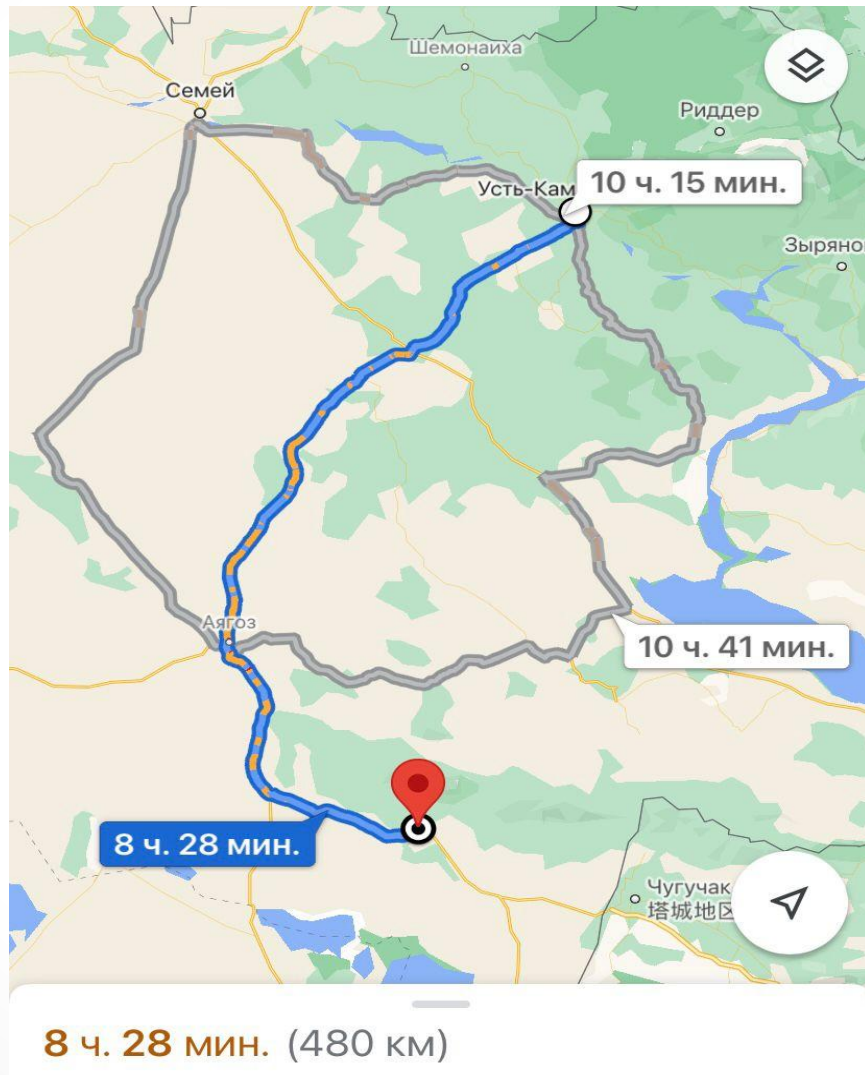 Шемонаиха
Семей
Риддер
Усть-Кам
10 ч. 15 мин.
Зыряно
Аягоз
10 ч. 41 мин.
8 ч. 28 мин.
Чугучак
塔城地区
8 ч. 28 мин. (480 км)